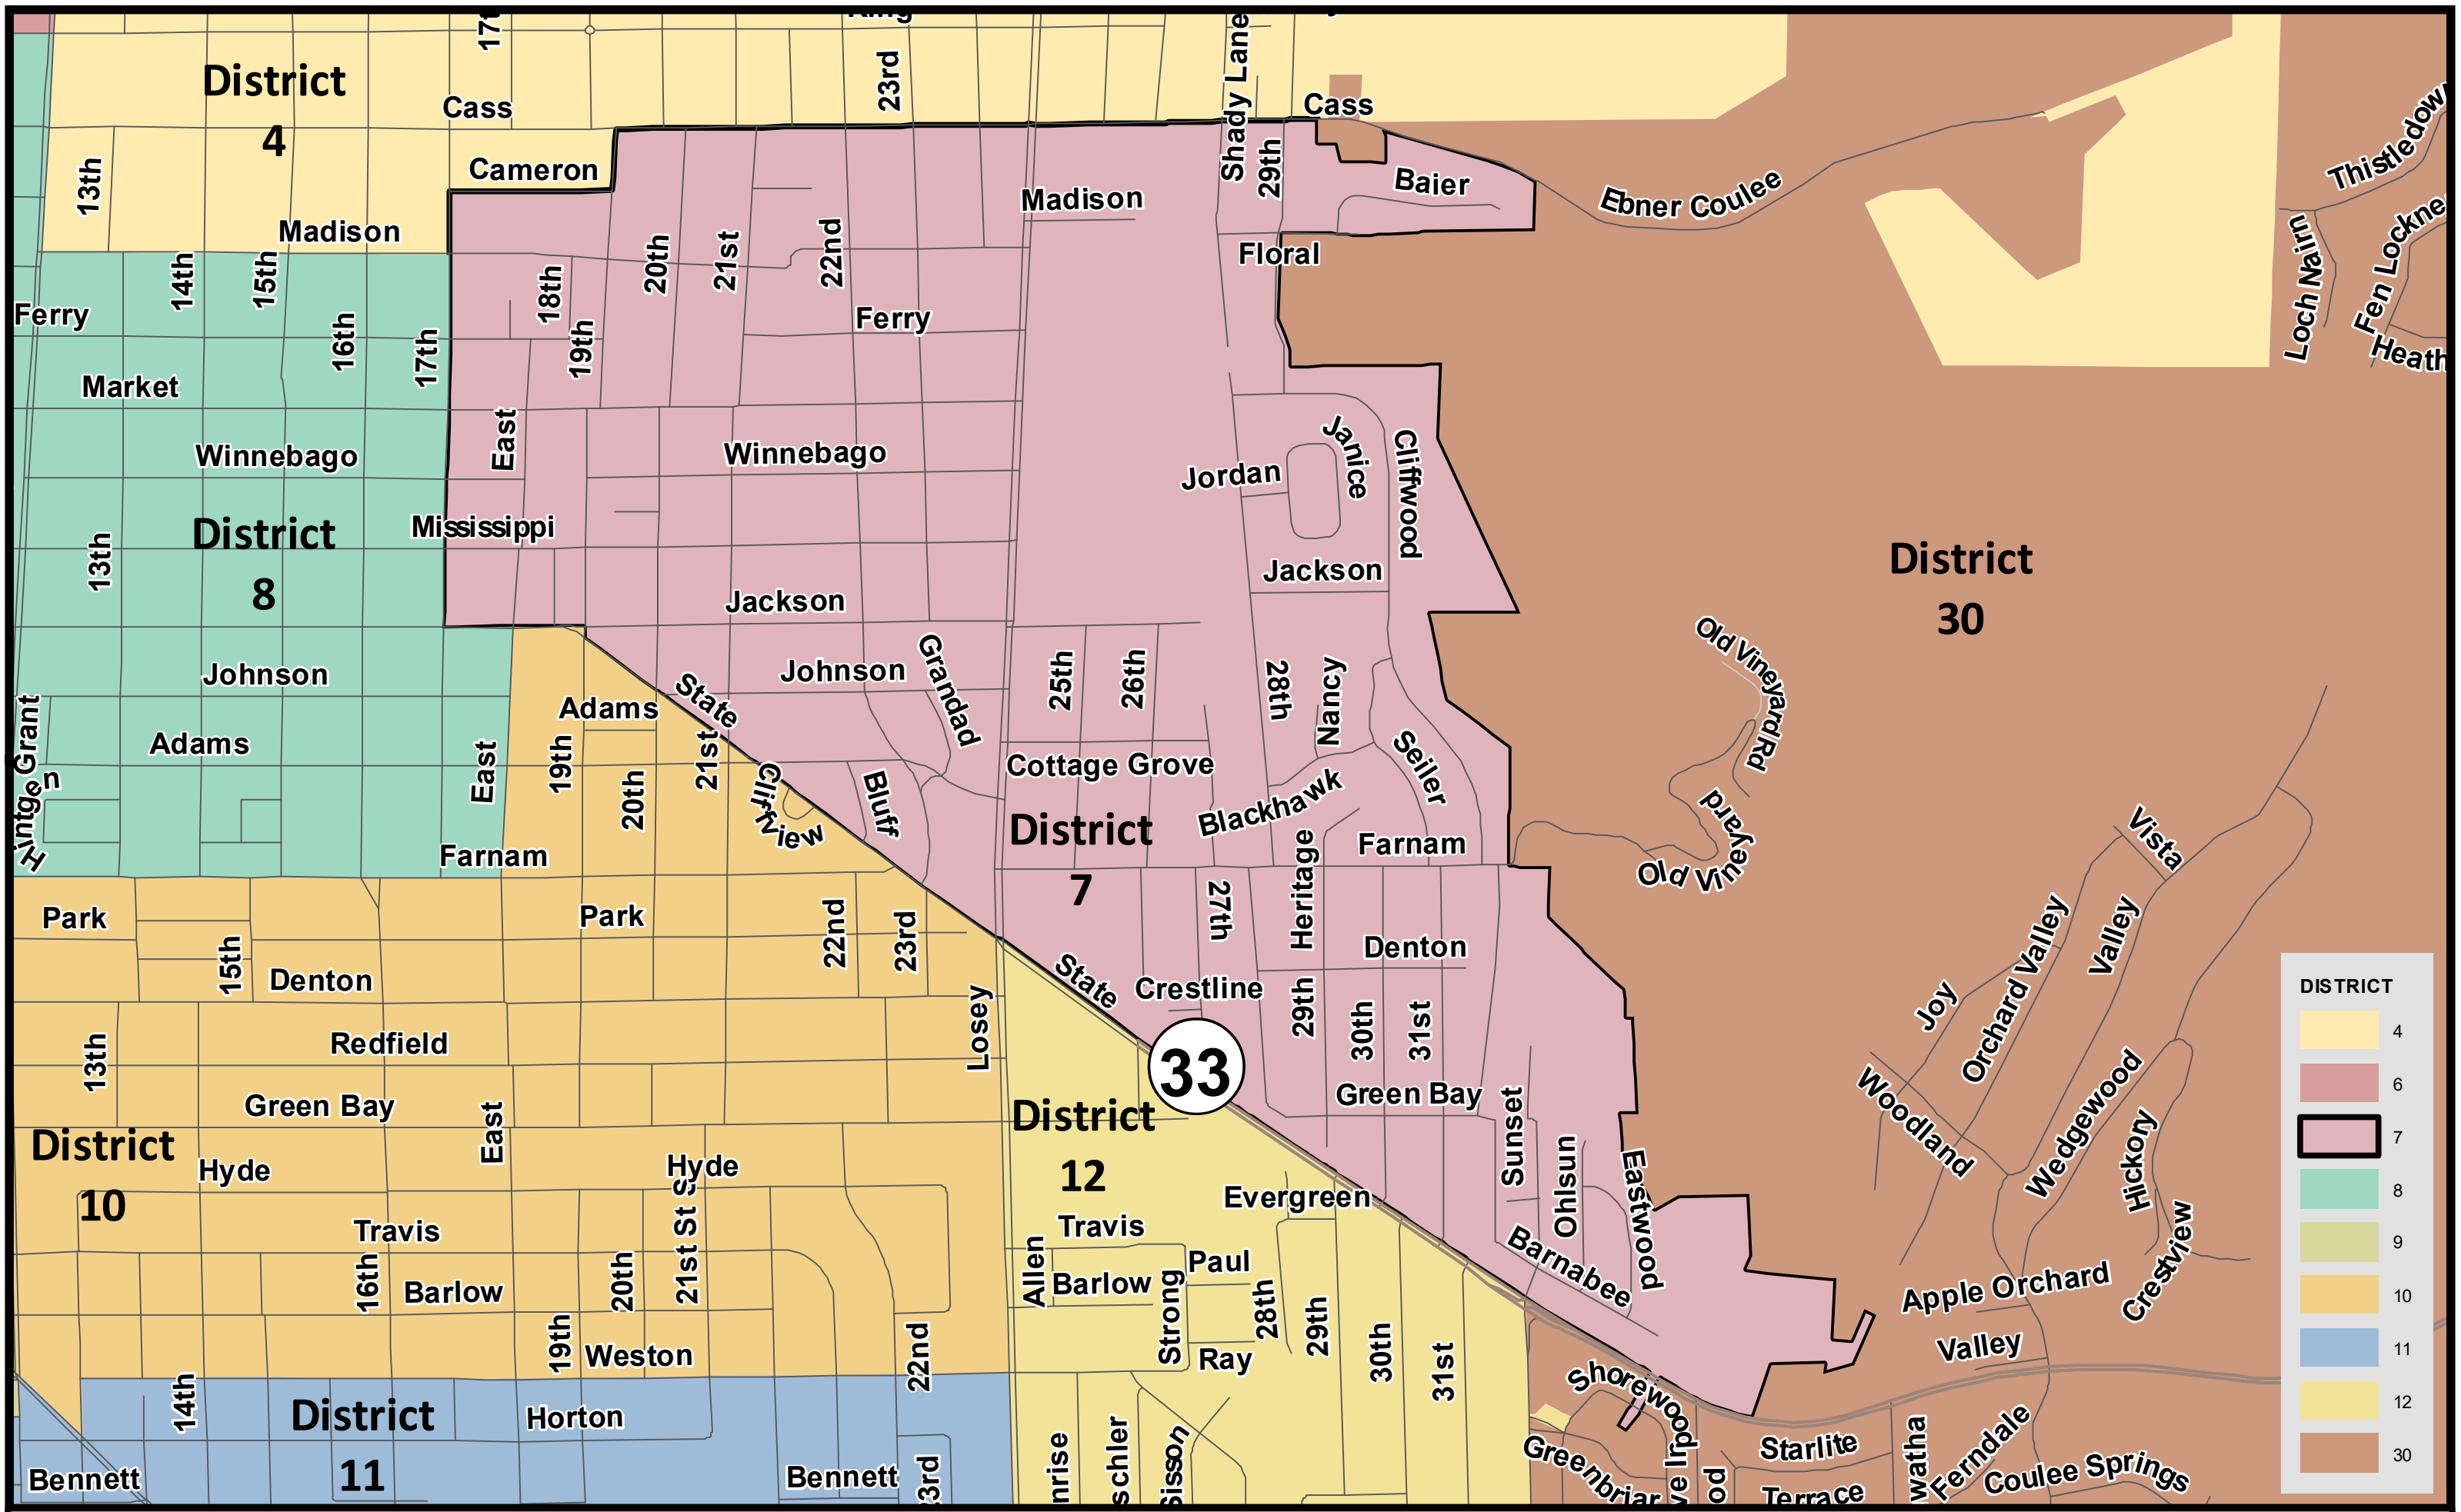 17th
23rd
Shady Lane
District
4
Cass
Cass
Cameron
13th
Madison
Madison
29th
Baier
Ebner Coulee
Thistledown
Loch Nairn
Fen Lockney
Heath
14th
15th
18th
20th
21st
22nd
Floral
Ferry
16th
17th
19th
Ferry
Market
East
Winnebago
Winnebago
Jordan
Janice
Cliffwood
District
8
13th
Mississippi
Jackson
Jackson
District
30
Johnson
Johnson
Grandad
25th
26th
28th
Nancy
Old Vineyard Rd
State
Adams
Adams
Grant
Hintgen
East
19th
20th
21st
Cliffview
Bluff
Cottage Grove
Blackhawk
Seiler
District
7
Farnam
Farnam
Heritage
Old Vineyard
Vista
Park
Park
22nd
23rd
27th
Denton
Orchard Valley
Valley
15th
Denton
State
Crestline
29th
30th
31st
Joy
DISTRICT
4
6
7
8
9
10
11
12
30
13th
Redfield
Losey
33
Green Bay
Green Bay
District
12
East
Sunset
Ohlsun
Eastwood
Woodland
Wedgewood
Hickory
Crestview
District
10
Hyde
Hyde
21st St S
Evergreen
Travis
Travis
16th
Barlow
20th
Allen
Barlow
Strong
Paul
28th
29th
30th
31st
Barnabee
Apple Orchard
Valley
19th
Weston
22nd
Ray
Shorewood
14th
District
11
Horton
Bennett
Bennett
Sisson
Greenbriar
Starlite
Terrace
Ferndale
Coulee Springs